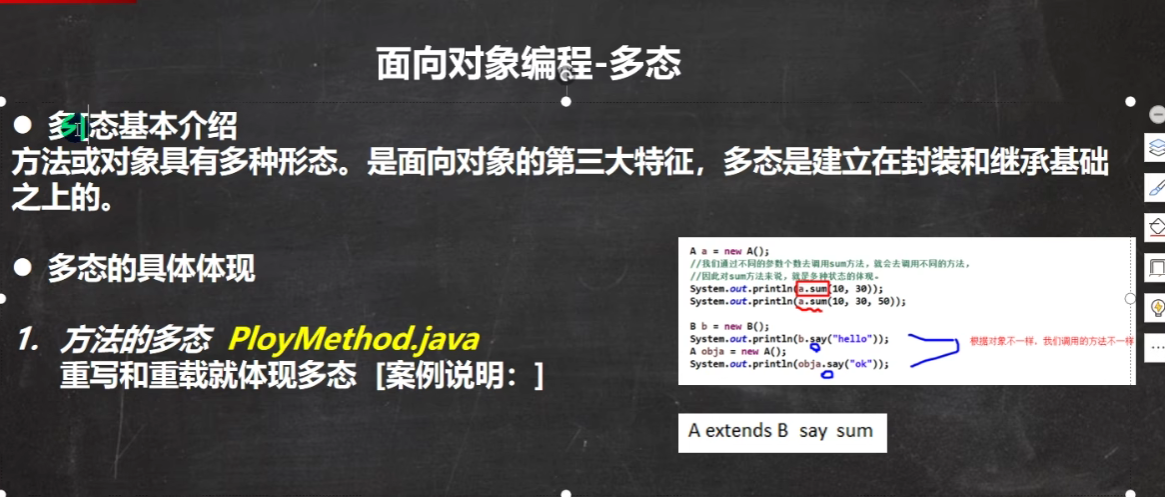 面向对象编程-多态
● 多态基本介绍
方法或对象具有多种形态。是面向对象的第三大特征，多态是建立在封装和继承基础
之上的。
● 多态的具体体现
1. 方法的多态 PloyMethod.java
重写和重载就体现多态 [案例说明：]
A a = new A();
//我们通过不同的参数个数去调用sum方法，就会去调用不同的方法，
//因此对sum方法来说，就是多种状态的体现。
System.out.println(a.sum(10, 30));
System.out.println(a.sum(10, 30, 50));
B b = new B();
System.out.println(b.say("hello"));
A obja = new A();
System.out.println(obja.say("ok"));
根据对象不一样，我们调用的方法不一样
A extends B say sum